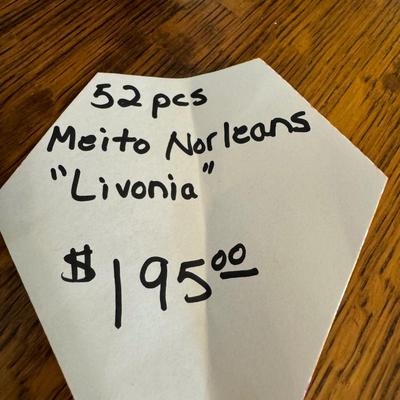 52 pcs
Meito Norleans
"Livonia"
$195.00